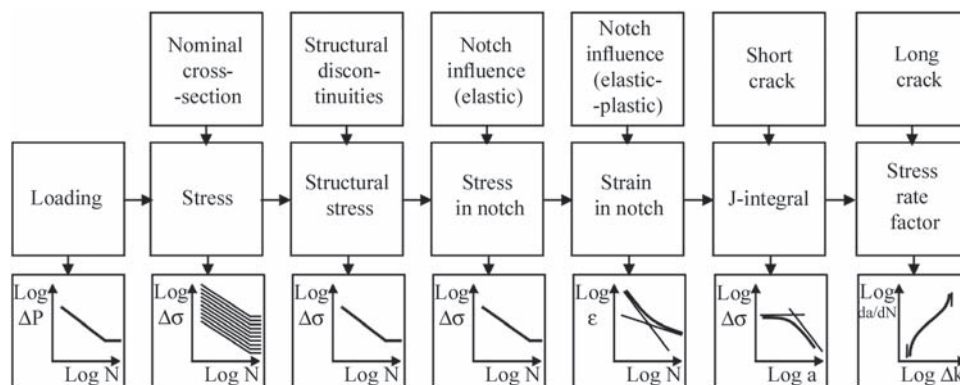 Nominal
cross-
-section
Structural
discon-
tinuities
Notch
influence
(elastic)
Notch
influence
(elastic-
-plastic)
Short
crack
Long
crack
Loading
Stress
Structural
stress
Stress
in notch
Strain
in notch
J-integral
Stress
rate
factor
Log
ΔP
Log N
Log
Δσ
Log N
Log
Δσ
Log N
Log
Δσ
Log N
Log
ε
Log N
Log
Δσ
Log a
Log
da/dN
Log Δk